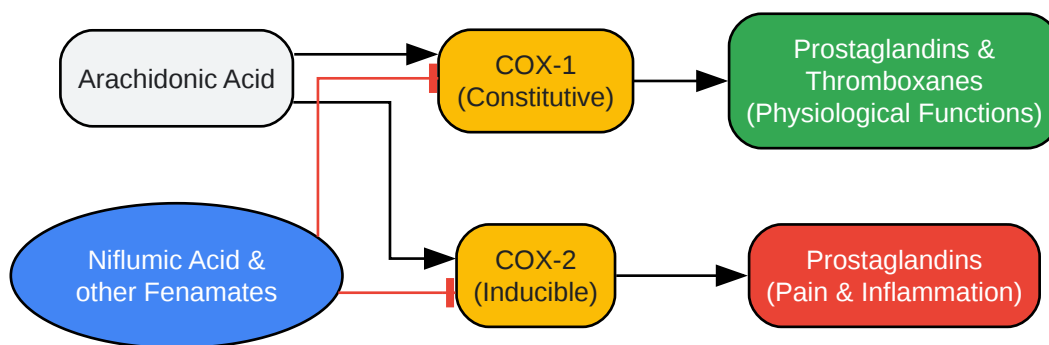 Arachidonic Acid
COX-1
(Constitutive)
Prostaglandins &
Thromboxanes
(Physiological Functions)
Niflumic Acid &
other Fenamates
COX-2
(Inducible)
Prostaglandins
(Pain & Inflammation)